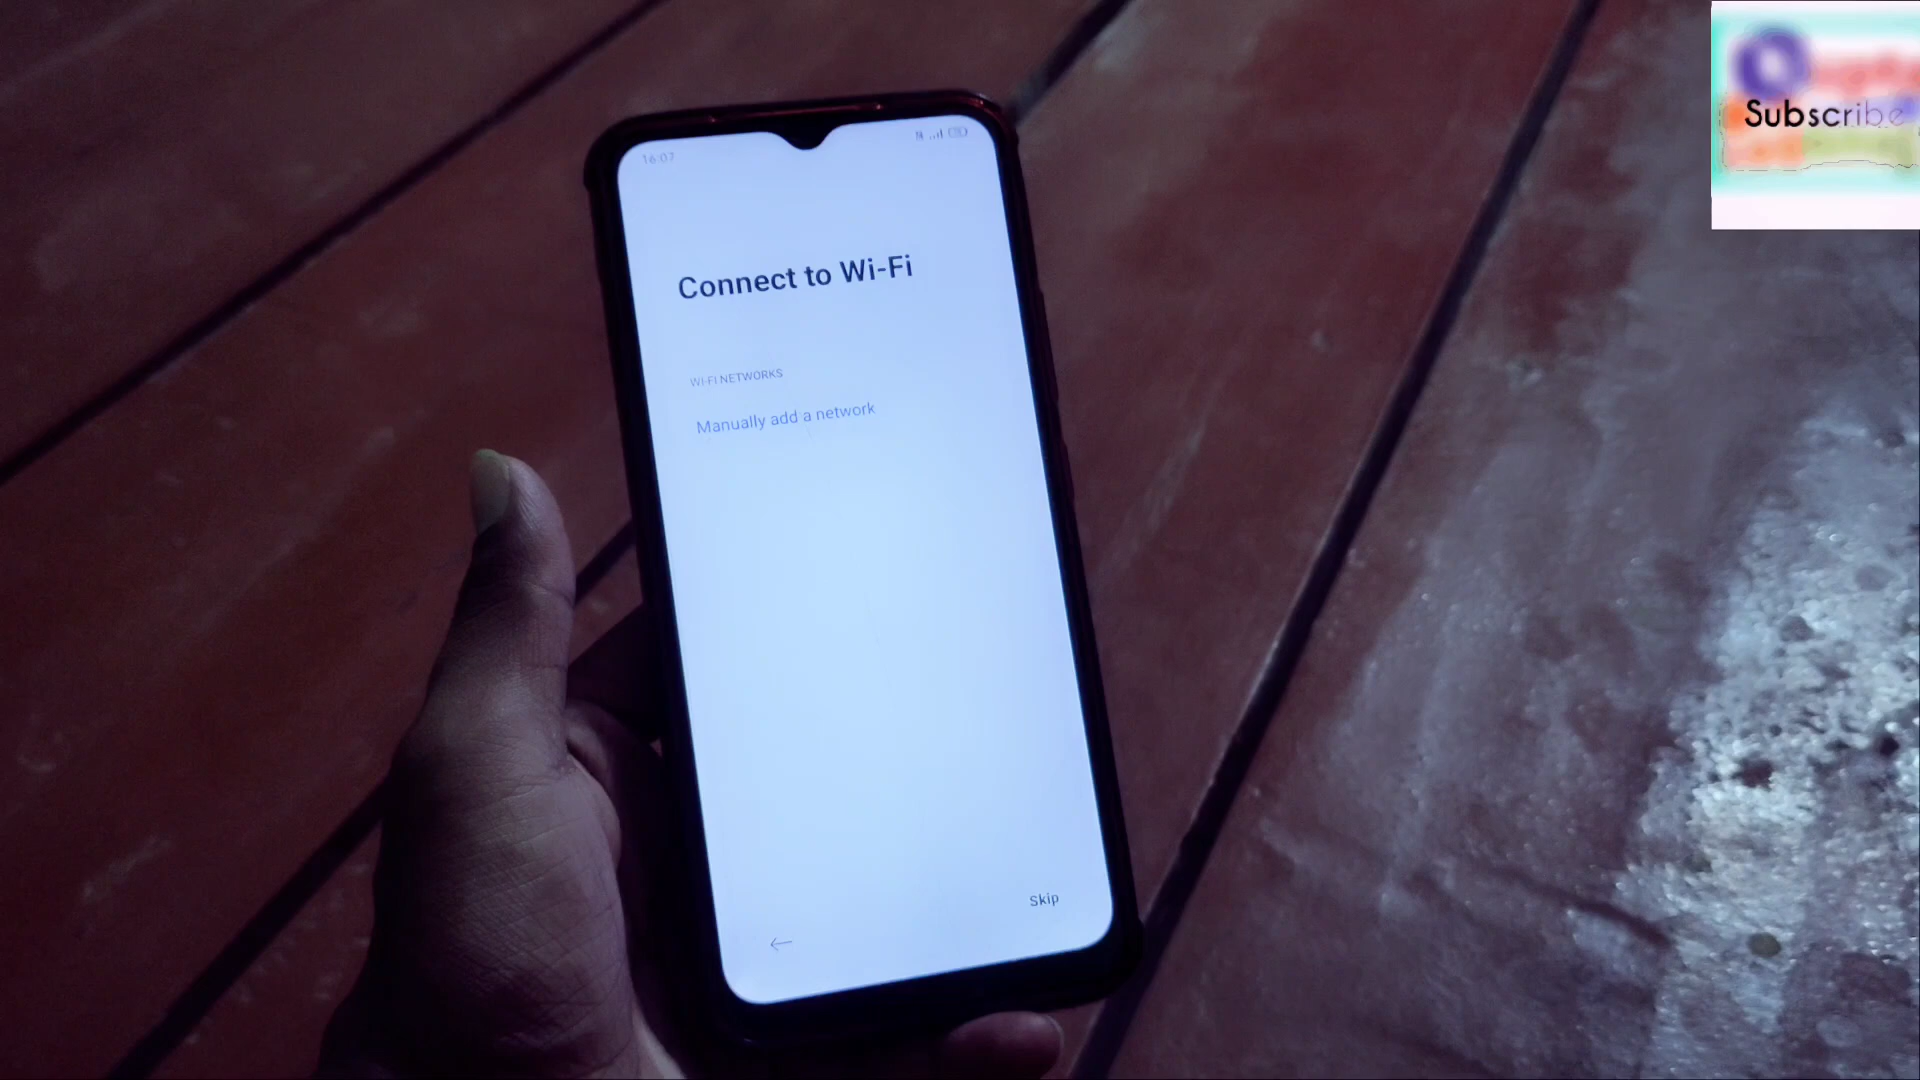 Subscribe
16:07
Connect to Wi-Fi
WI-FI NETWORKS
Manually add a network
Skip